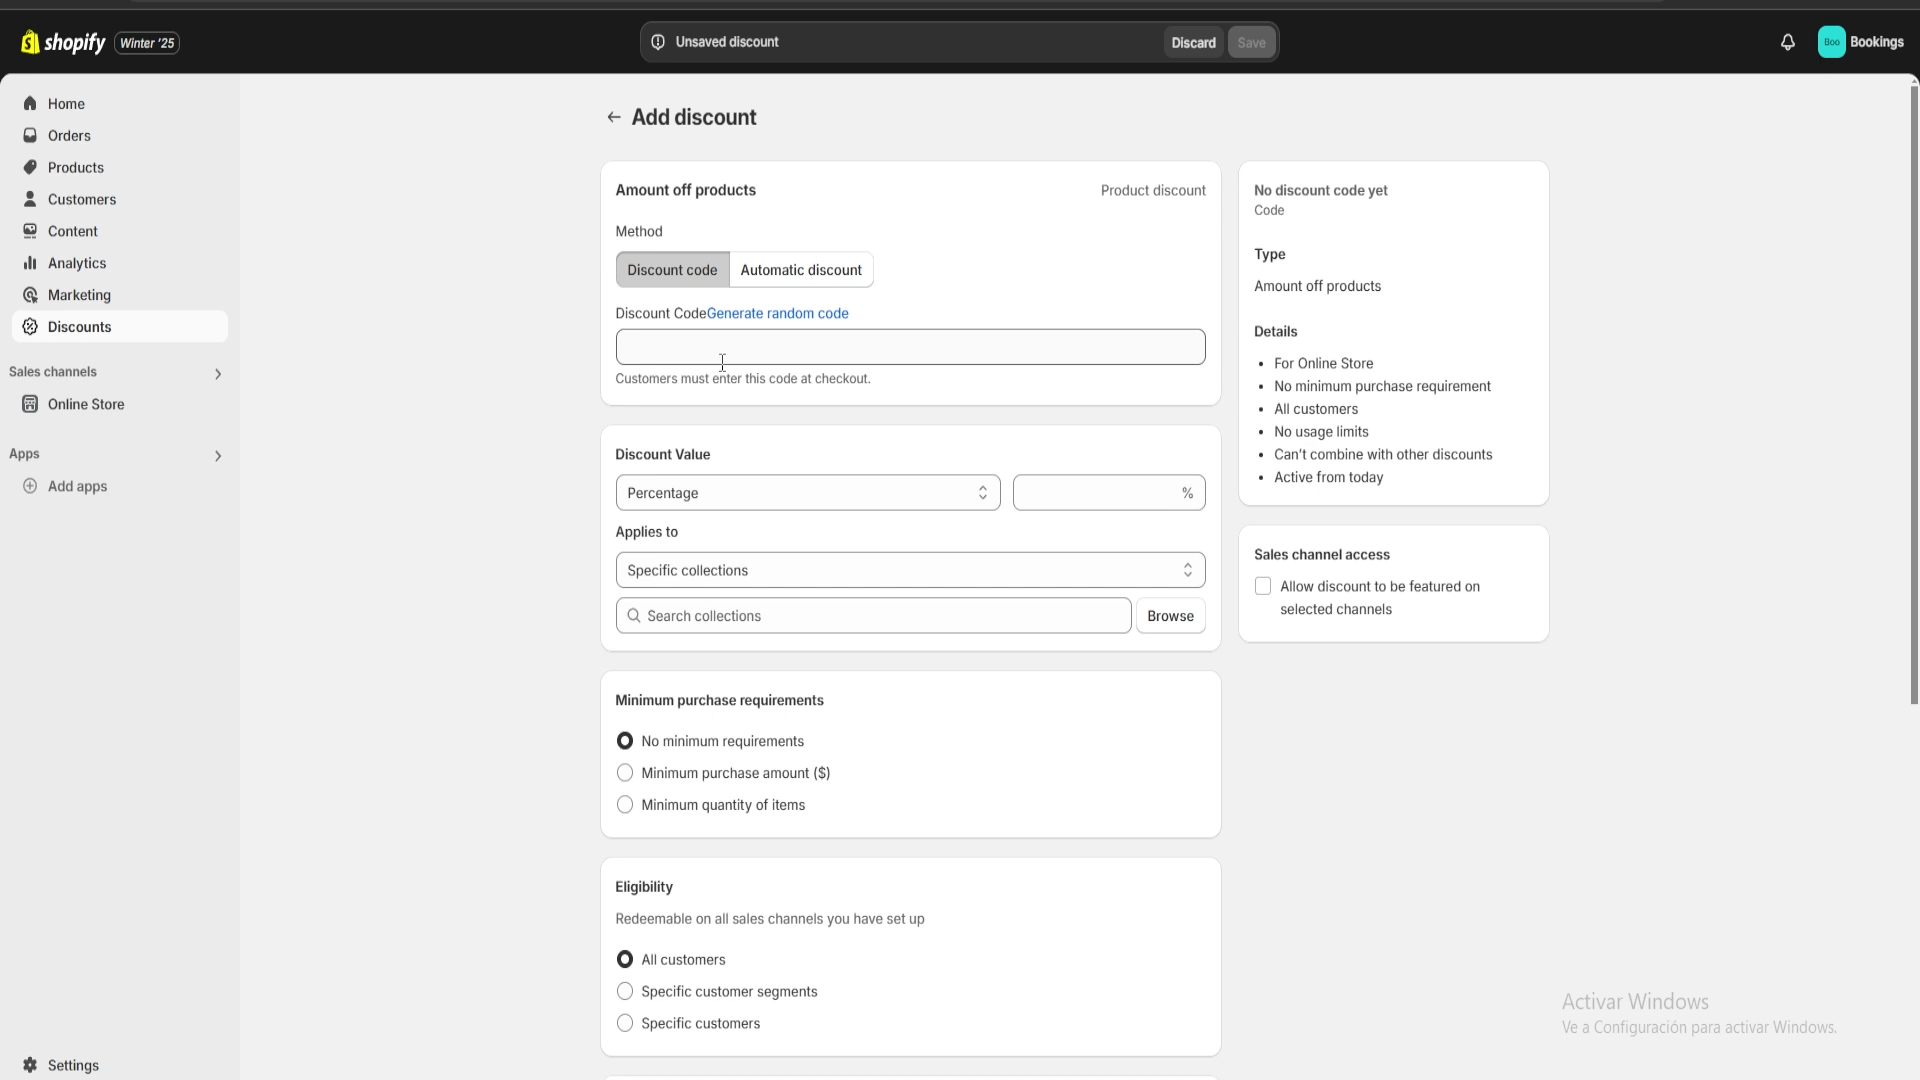 shopify Winter '25
Unsaved discount
Discard
Save
Boo Bookings
Home
Orders
Products
Customers
Content
Analytics
Marketing
Discounts
Sales channels
Online Store
Apps
Add apps
Settings
Add discount
Amount off products
Product discount
Method
Discount code
Automatic discount
Discount CodeGenerate random code
Customers must enter this code at checkout.
Discount Value
Percentage
%
Applies to
Specific collections
Search collections
Browse
Minimum purchase requirements
No minimum requirements
Minimum purchase amount ($)
Minimum quantity of items
Eligibility
Redeemable on all sales channels you have set up
All customers
Specific customer segments
Specific customers
No discount code yet
Code
Type
Amount off products
Details
• For Online Store
• No minimum purchase requirement
• All customers
• No usage limits
• Can't combine with other discounts
• Active from today
Sales channel access
Allow discount to be featured on
selected channels
Activar Windows
Ve a Configuración para activar Windows.